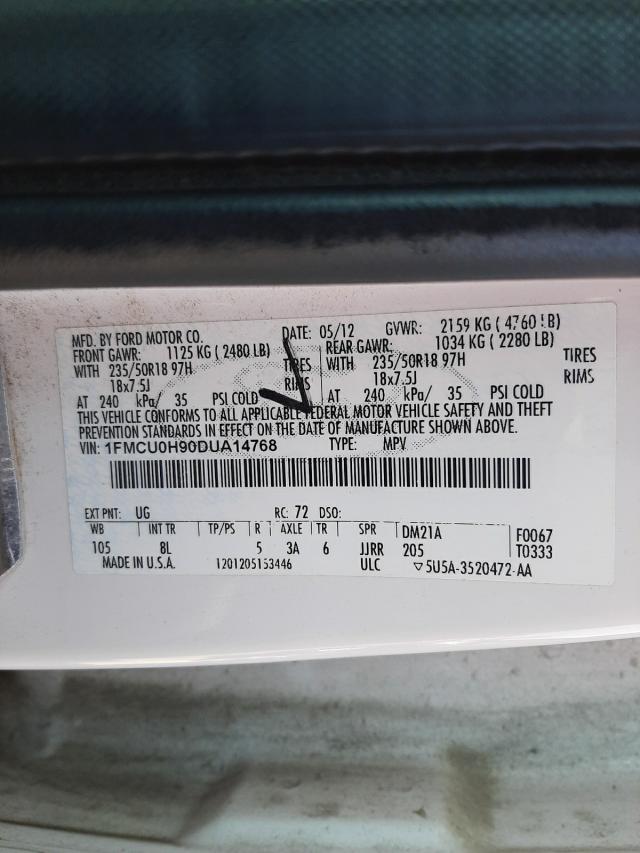 MFD. BY FORD MOTOR CO. DATE: 05/12 GVWR: 2159 KG ( 4760 LB)
FRONT GAWR: 1125 KG ( 2480 LB) REAR GAWR: 1034 KG ( 2280 LB)
WITH 235/50R18 97H TIRES WITH 235/50R18 97H TIRES
18x7.5J RIMS 18x7.5J RIMS
AT 240 kPa/ 35 PSI COLD AT 240 kPa/ 35 PSI COLD
THIS VEHICLE CONFORMS TO ALL APPLICABLE FEDERAL MOTOR VEHICLE SAFETY AND THEFT
PREVENTION STANDARDS IN EFFECT ON THE DATE OF MANUFACTURE SHOWN ABOVE.
VIN: 1FMCU0H90DUA14768 TYPE: MPV
EXT PNT: UG RC: 72 DSO:
WB INT TR TP/PS R AXLE TR SPR DM21A F0067
105 8L 5 3A 6 JJRR 205 T0333
MADE IN U.S.A. 1201205153446 ULC ▽5U5A-3520472-AA